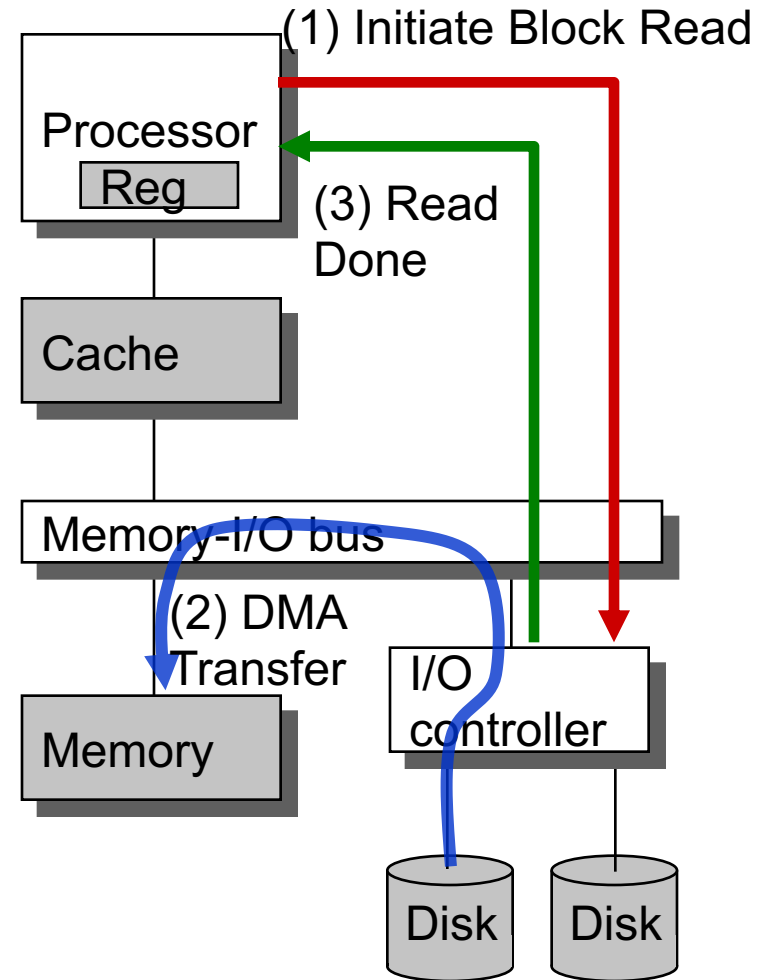 (1) Initiate Block Read
Processor
Reg
(3) Read
Done
Cache
Memory-I/O bus
(2) DMA
Transfer
I/O
controller
Memory
Disk
Disk